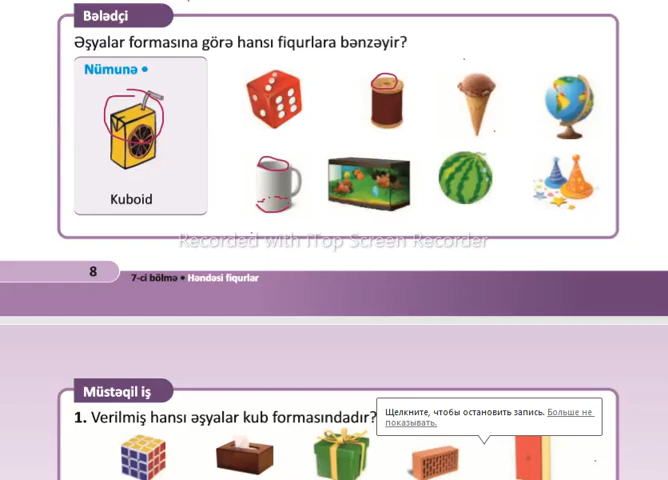 Bələdçi
Əşyalar formasına görə hansı fiqurlara bənzəyir?
Nümunə •
Kuboid
Recorded with iTop Screen Recorder
8
7-ci bölmə • Həndəsi fiqurlar
Müstəqil iş
1. Verilmiş hansı əşyalar kub formasındadır?
Щелкните, чтобы остановить запись. Больше не
показывать.